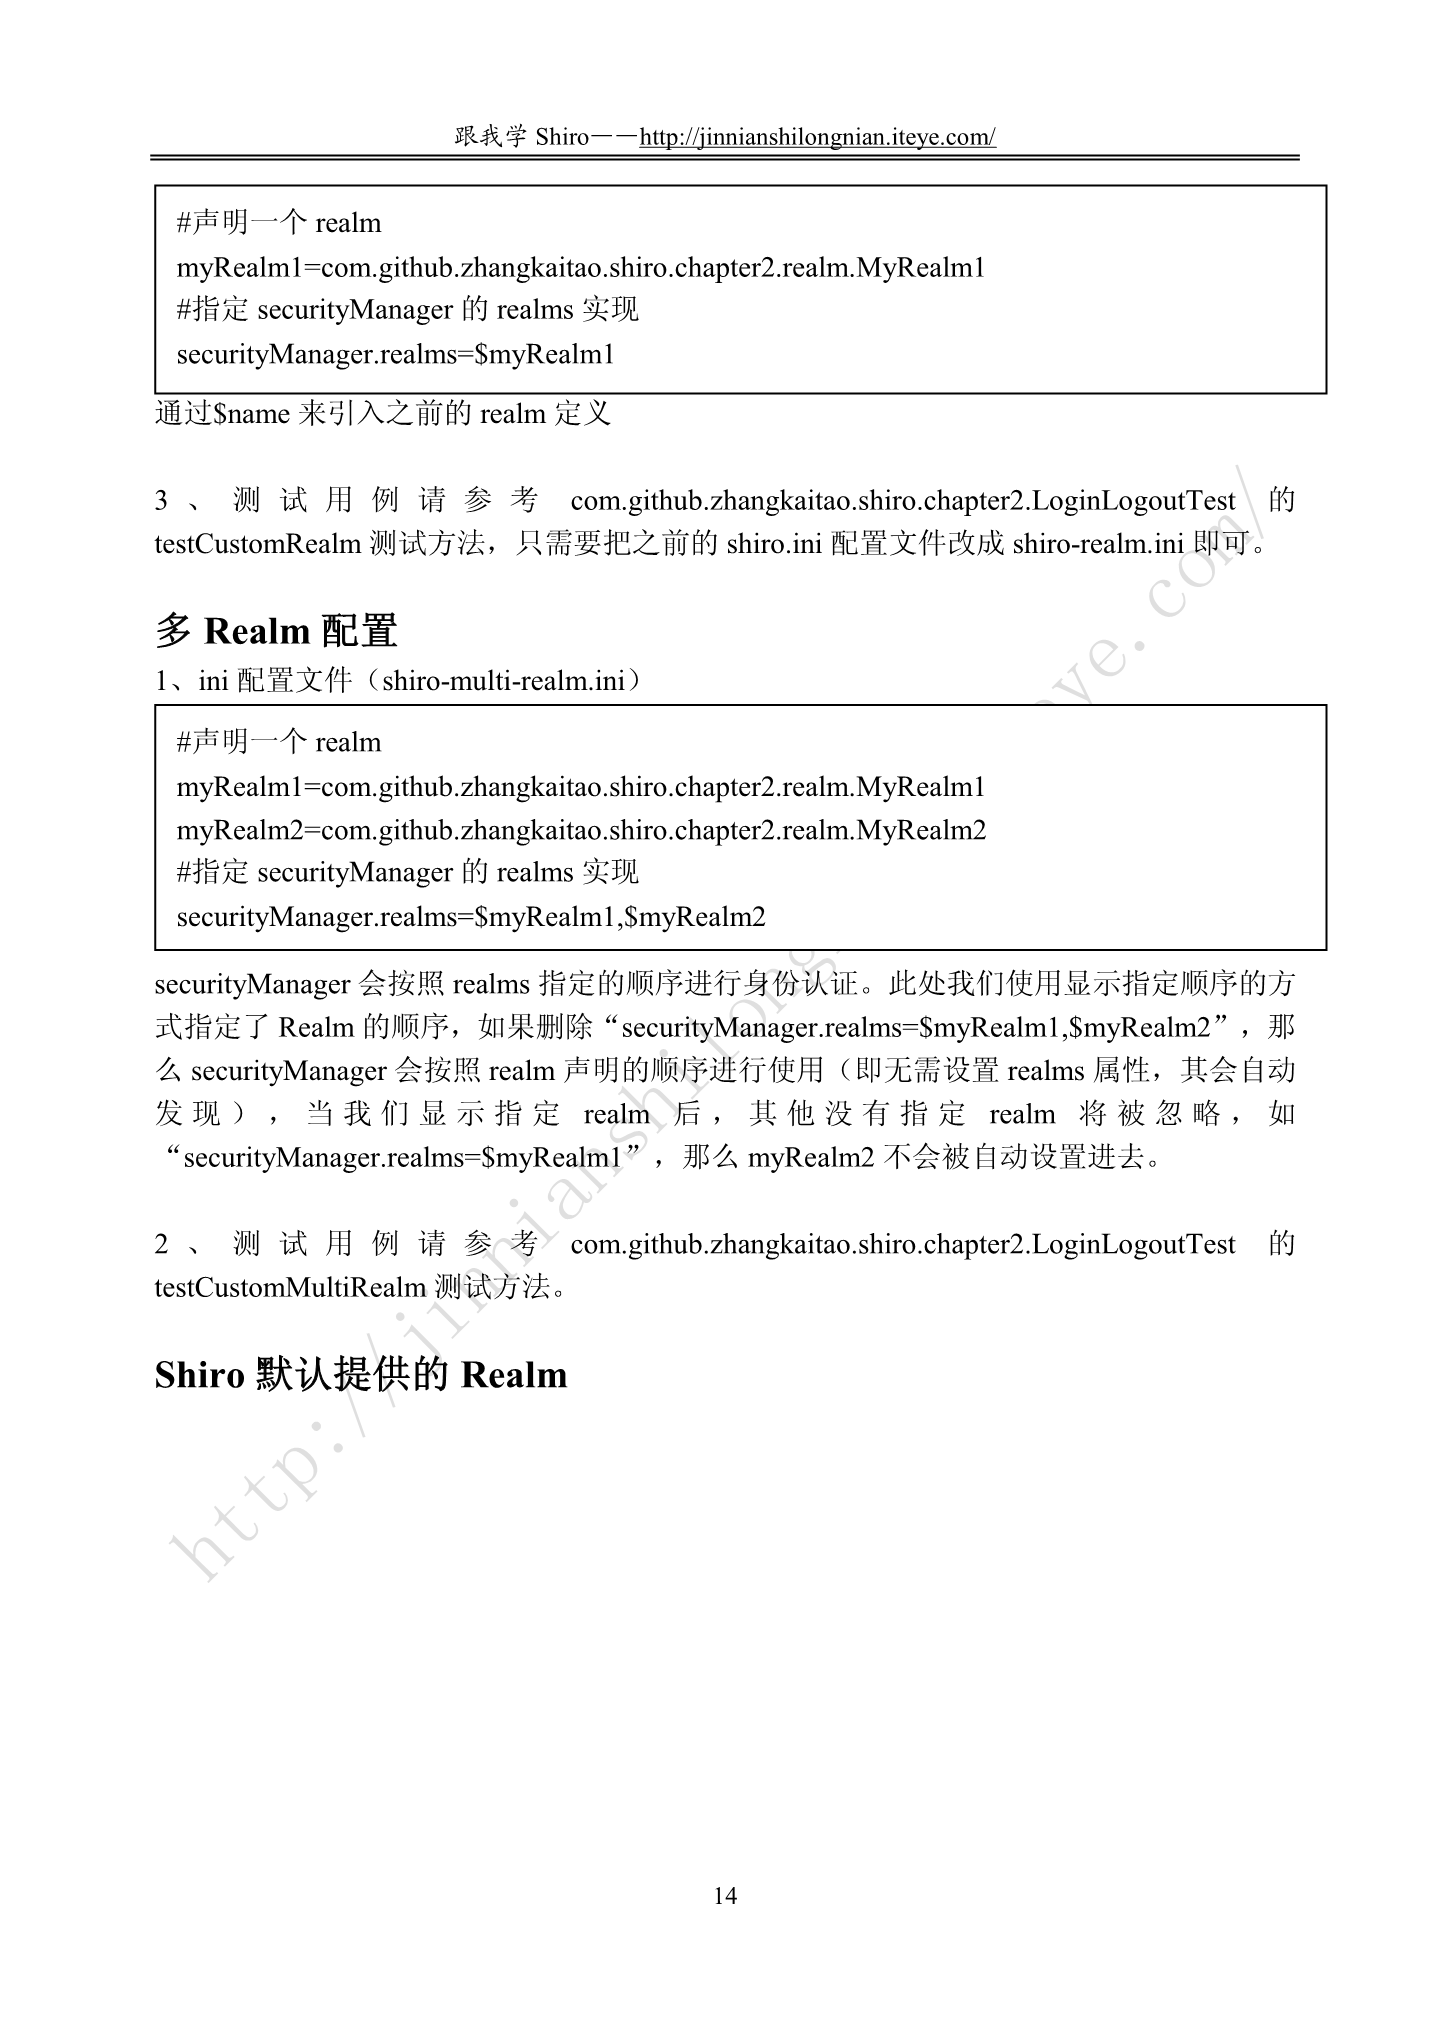 跟我学 Shiro——http://jinnianshilongnian.iteye.com/
#声明一个 realm
myRealm1=com.github.zhangkaitao.shiro.chapter2.realm.MyRealm1
#指定 securityManager 的 realms 实现
securityManager.realms=$myRealm1
通过$name 来引入之前的 realm 定义
3、测试用例请参考 com.github.zhangkaitao.shiro.chapter2.LoginLogoutTest 的
testCustomRealm 测试方法，只需要把之前的 shiro.ini 配置文件改成 shiro-realm.ini 即可。
多 Realm 配置
1、ini 配置文件（shiro-multi-realm.ini）
#声明一个 realm
myRealm1=com.github.zhangkaitao.shiro.chapter2.realm.MyRealm1
myRealm2=com.github.zhangkaitao.shiro.chapter2.realm.MyRealm2
#指定 securityManager 的 realms 实现
securityManager.realms=$myRealm1,$myRealm2
securityManager 会按照 realms 指定的顺序进行身份认证。此处我们使用显示指定顺序的方
式指定了 Realm 的顺序，如果删除“securityManager.realms=$myRealm1,$myRealm2”，那
么 securityManager 会按照 realm 声明的顺序进行使用（即无需设置 realms 属性，其会自动
发现），当我们显示指定 realm 后，其他没有指定 realm 将被忽略，如
“securityManager.realms=$myRealm1”，那么 myRealm2 不会被自动设置进去。
2、测试用例请参考 com.github.zhangkaitao.shiro.chapter2.LoginLogoutTest 的
testCustomMultiRealm 测试方法。
Shiro 默认提供的 Realm
14